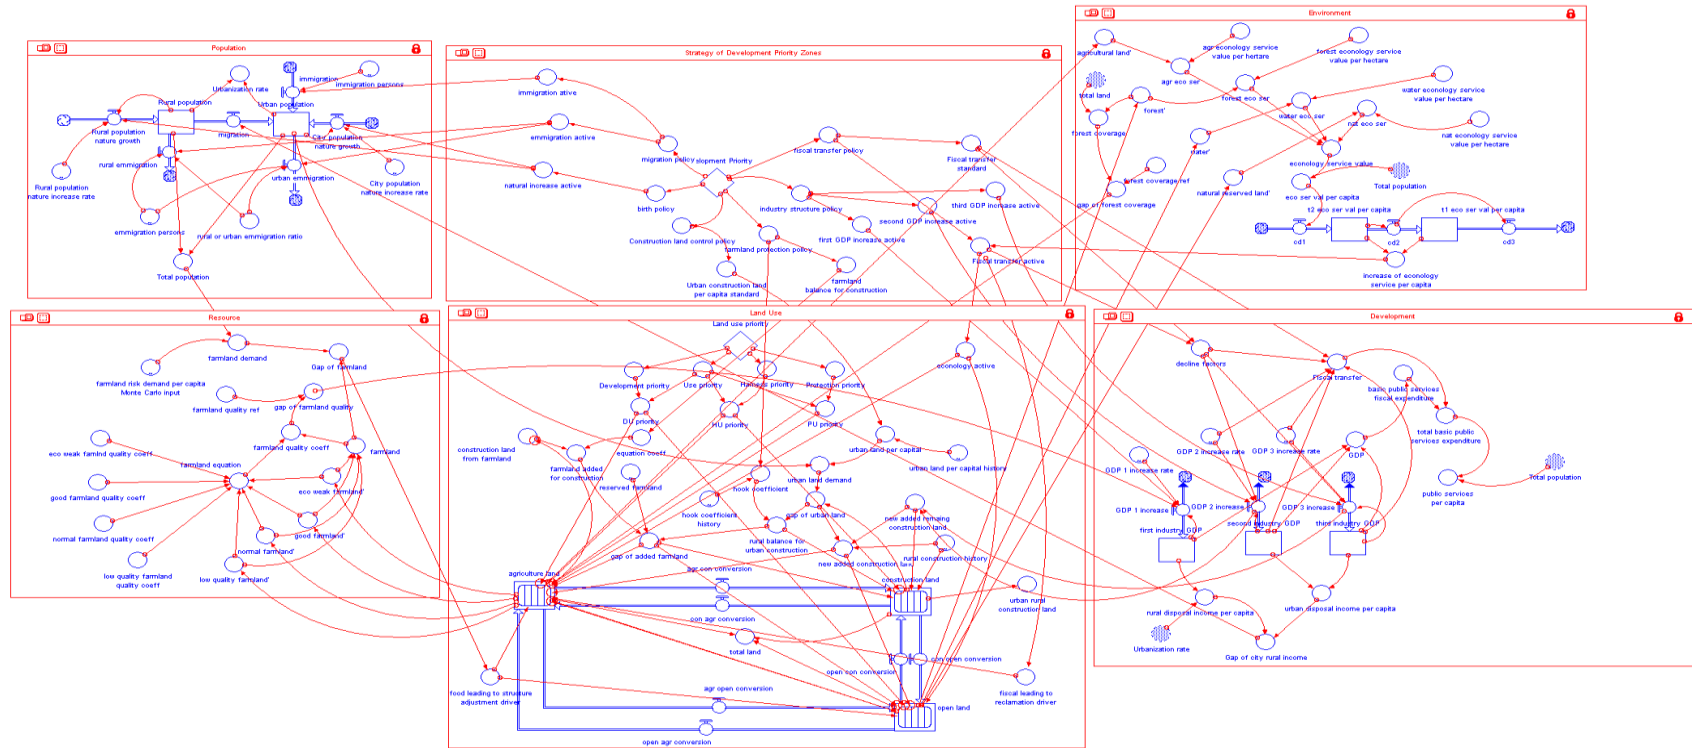 Population
immigration
immigration persons
Urbanization rate
Rural population
Urban population
Rural population
nature growth
migration
City population
nature growth
rural emmigration
urban emmigration
Rural population
nature increase rate
City population
nature increase rate
emmigration persons
rural or urban emmigration ratio
Total population
Strategy of Development Priority Zones
immigration ative
emmigration active
natural increase active
migration policy
velopment Priority
fiscal transfer policy
Fiscal transfer
standard
birth policy
industry structure policy
third GDP increase active
second GDP increase active
first GDP increase active
Construction land control policy
farmland protection policy
Fiscal transfer active
Urban construction land
per capita standard
farmland
balance for construction
Environment
agricultural land'
agr econology service
value per hertare
forest econology service
value per hectare
agr eco ser
total land
forest'
forest eco ser
water econology service
value per hectare
water eco ser
nat eco ser
forest coverage
nat econology service
value per hectare
water'
econology service value
forest coverage ref
natural reserved land'
Total population
gap of forest coverage
eco ser val per capita
t2 eco ser val per capita
t1 eco ser val per capita
cd1
cd2
cd3
increase of econology
service per capita
Resource
farmland demand
Gap of farmland
farmland risk demand per capita
Monte Carlo input
farmland quality ref
gap of farmland quality
farmland quality coeff
farmland
eco weak farmlnd quality coeff
farmland equation
eco weak farmland'
good farmland quality coeff
good farmland'
normal farmland quality coeff
normal farmland'
low quality farmland
quality coeff
low quality farmland'
Land Use
Land use priority
econology active
Development priority
Use priority
Harness priority
Protection priority
DU priority
HU priority
PU priority
construction land
from farmland
equation coeff
urban land per capital
urban land per capital history
farmland added
for construction
reserved farmland
hook coefficient
urban land demand
hook coefficient
history
gap of urban land
new added remaing
construction land
rural balance for
urban construction
gap of added farmland
new added construction land
rural construction history
agr con conversion
agriculture land
construction land
urban rural
construction land
con agr conversion
total land
open con conversion
con open conversion
agr open conversion
food leading to structure
adjustment driver
fiscal leading to
reclamation driver
open land
open agr conversion
Development
decline factors
Fiscal transfer
basic public services
fiscal expenditure
total basic public
services expenditure
GDP 2 increase rate
GDP 3 increase rate
GDP
GDP 1 increase rate
public services
per capita
Total population
GDP 1 increase
GDP 2 increase
GDP 3 increase
first industry GDP
second industry GDP
third industry GDP
rural disposal income per capita
urban disposal income per capita
Urbanization rate
Gap of city rural income